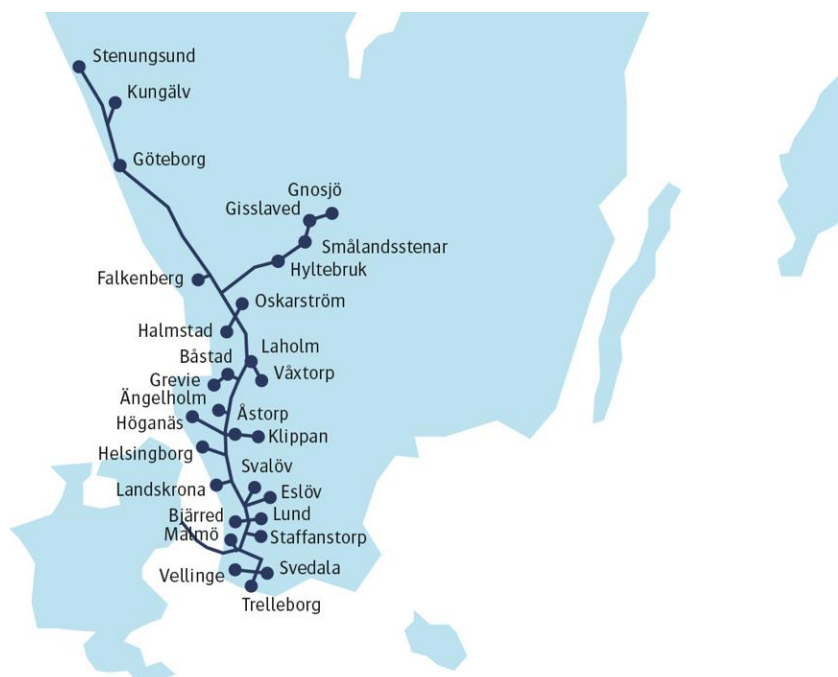 Stenungsund
Kungälv
Göteborg
Gnosjö
Gisslaved
Smålandsstenar
Hyltebruk
Falkenberg
Oskarström
Halmstad
Laholm
Båstad
Våxtorp
Grevie
Ängelholm
Åstorp
Höganäs
Klippan
Helsingborg
Svalöv
Landskrona
Eslöv
Bjärred
Lund
Malmö
Staffanstorp
Vellinge
Svedala
Trelleborg